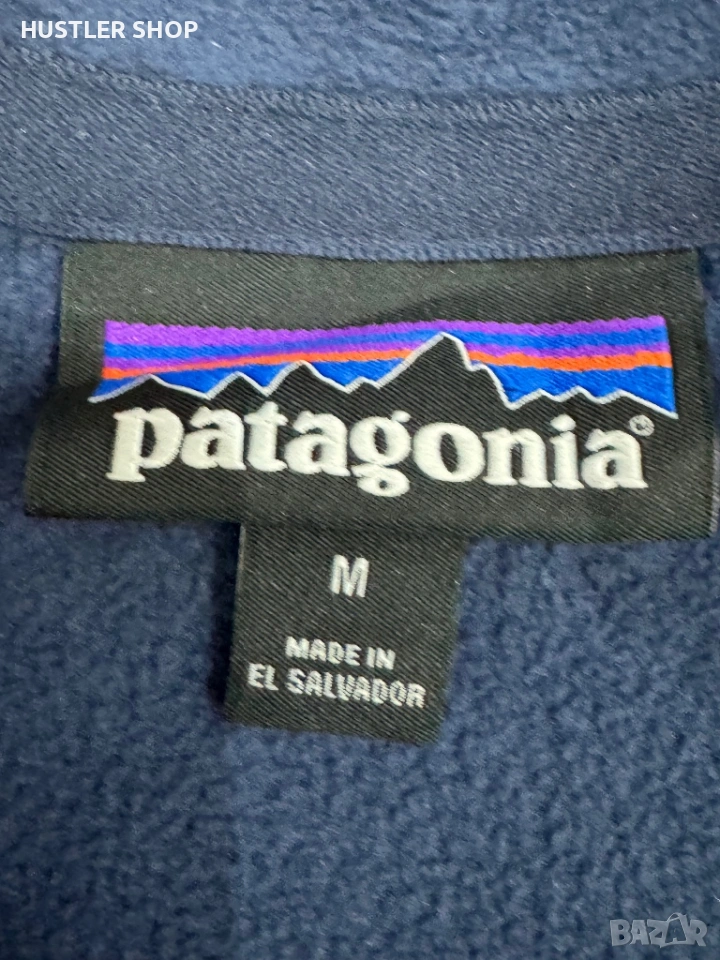 HUSTLER SHOP
patagonia®
M
MADE IN
EL SALVADOR
BAZAR